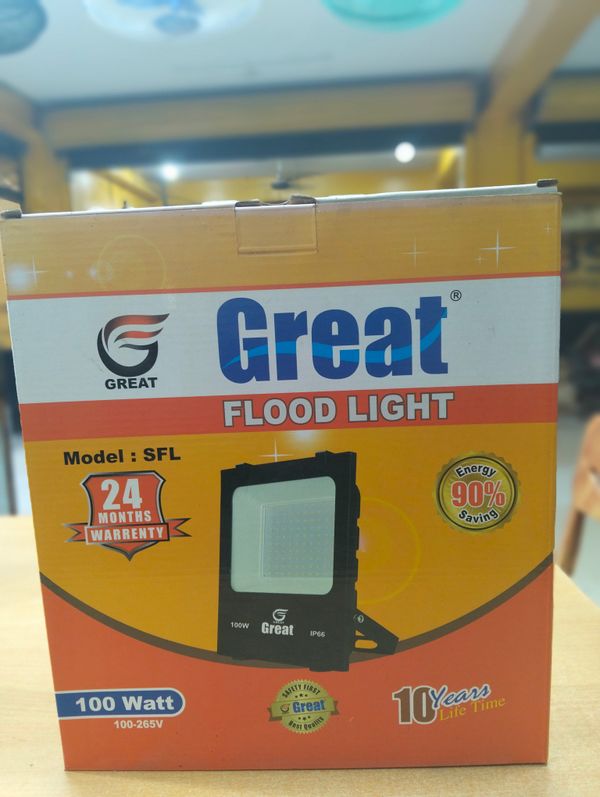 GREAT
Great®
FLOOD LIGHT
Model : SFL
24
MONTHS
WARRENTY
Energy
90%
Saving
100W
Great
IP66
100 Watt
100-265V
SAFETY FIRST
Great
Best Quality
10 Years
Life Time